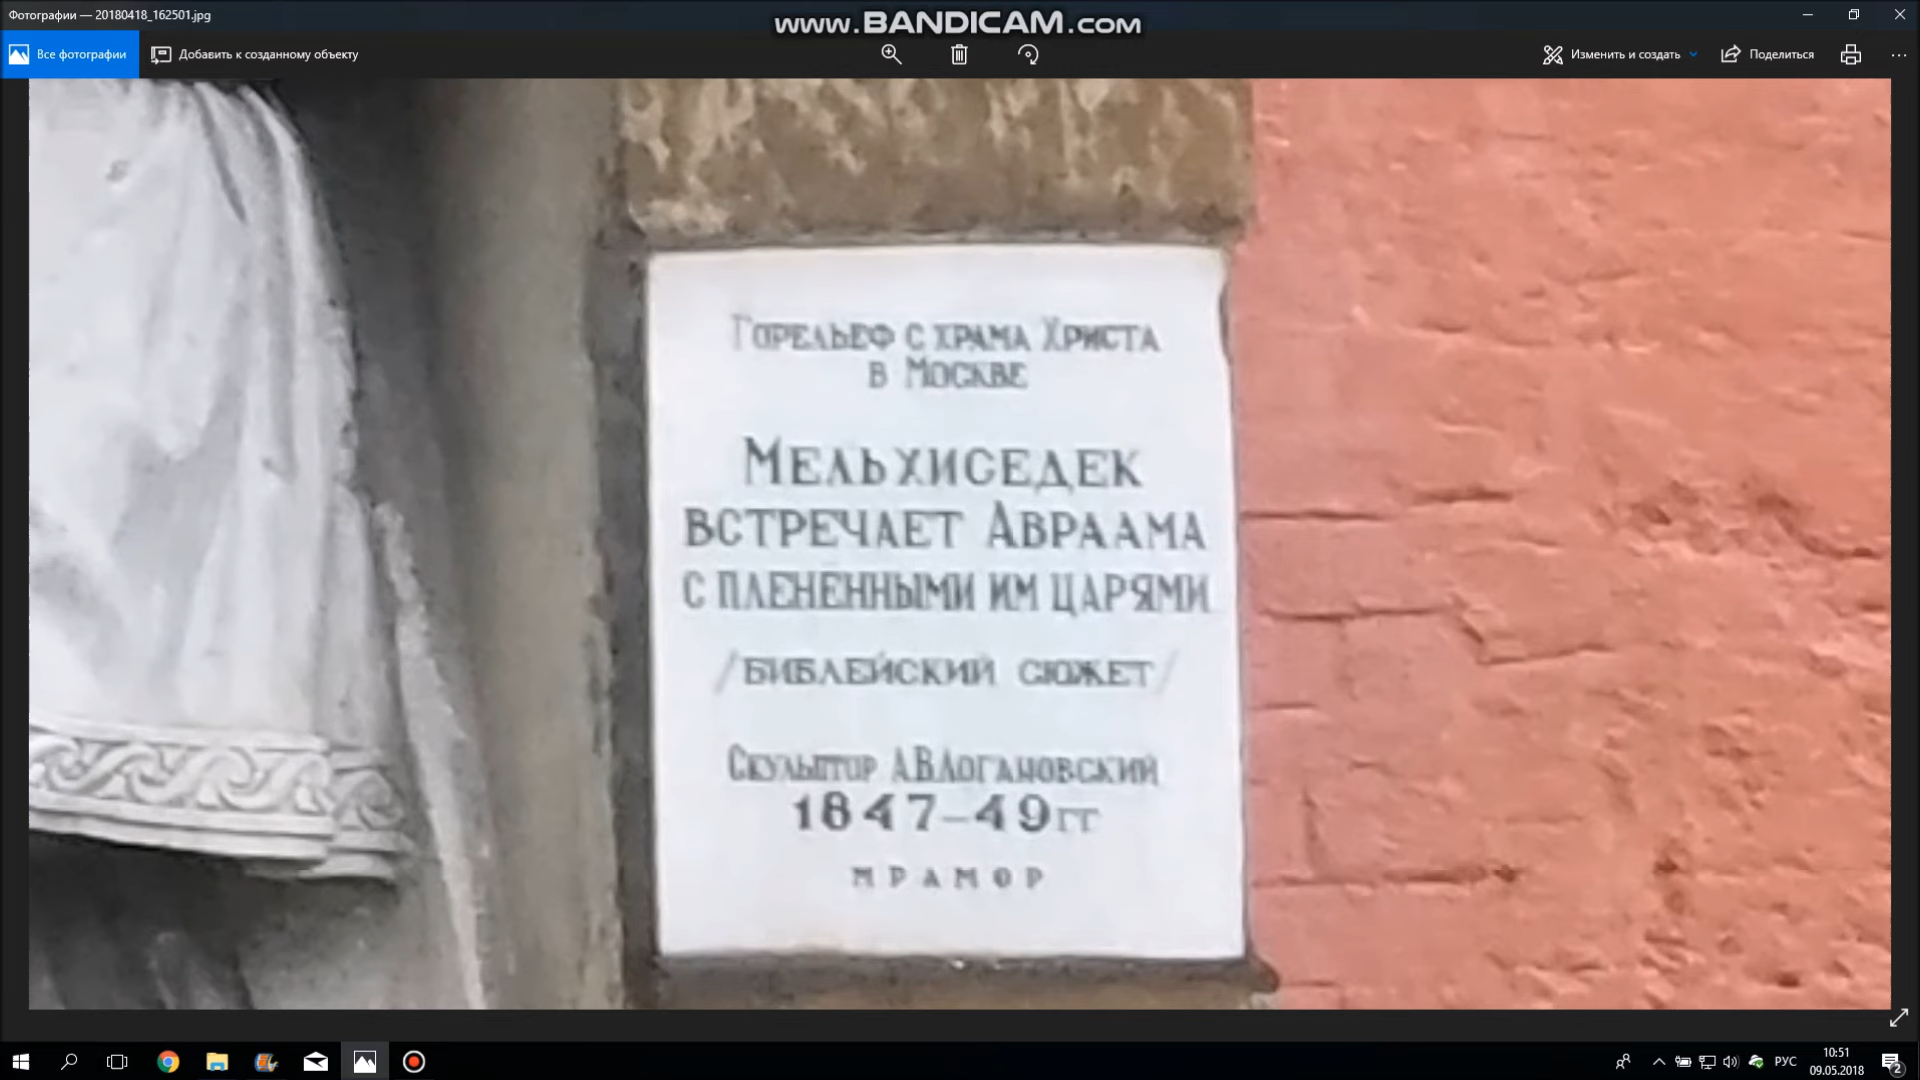 Фотографии — 20180418_162501.jpg
www.BANDICAM.com
Все фотографии
Добавить к созданному объекту
Изменить и создать
Поделиться
Горельеф с храма Христа
в Москве
Мельхиседек
встречает Авраама
с плененными им царями
/библейский сюжет/
Скульптор А.В.Логановский
1847–49гг
мрамор
РУС
10:51
09.05.2018
2